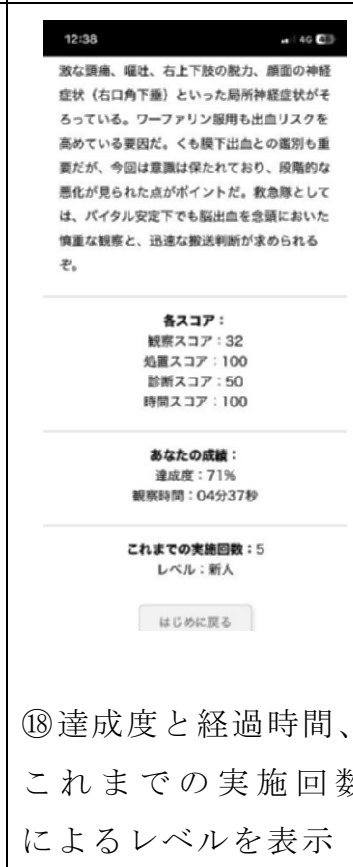 12:38
4G
激な頭痛、嘔吐、右上下肢の脱力、顔面の神経
症状（右口角下垂）といった局所神経症状がそ
ろっている。ワーファリン服用も出血リスクを
高めている要因だ。くも膜下出血との鑑別も重
要だが、今回は意識は保たれており、段階的な
悪化が見られた点がポイントだ。救急隊として
は、バイタル安定下でも脳出血を念頭においた
慎重な観察と、迅速な搬送判断が求められる
ぞ。
各スコア：
観察スコア：32
処置スコア：100
診断スコア：50
時間スコア：100
あなたの成績：
達成度：71%
観察時間：04分37秒
これまでの実施回数：5
レベル：新人
はじめに戻る
⑱達成度と経過時間、
これまでの実施回数
によるレベルを表示